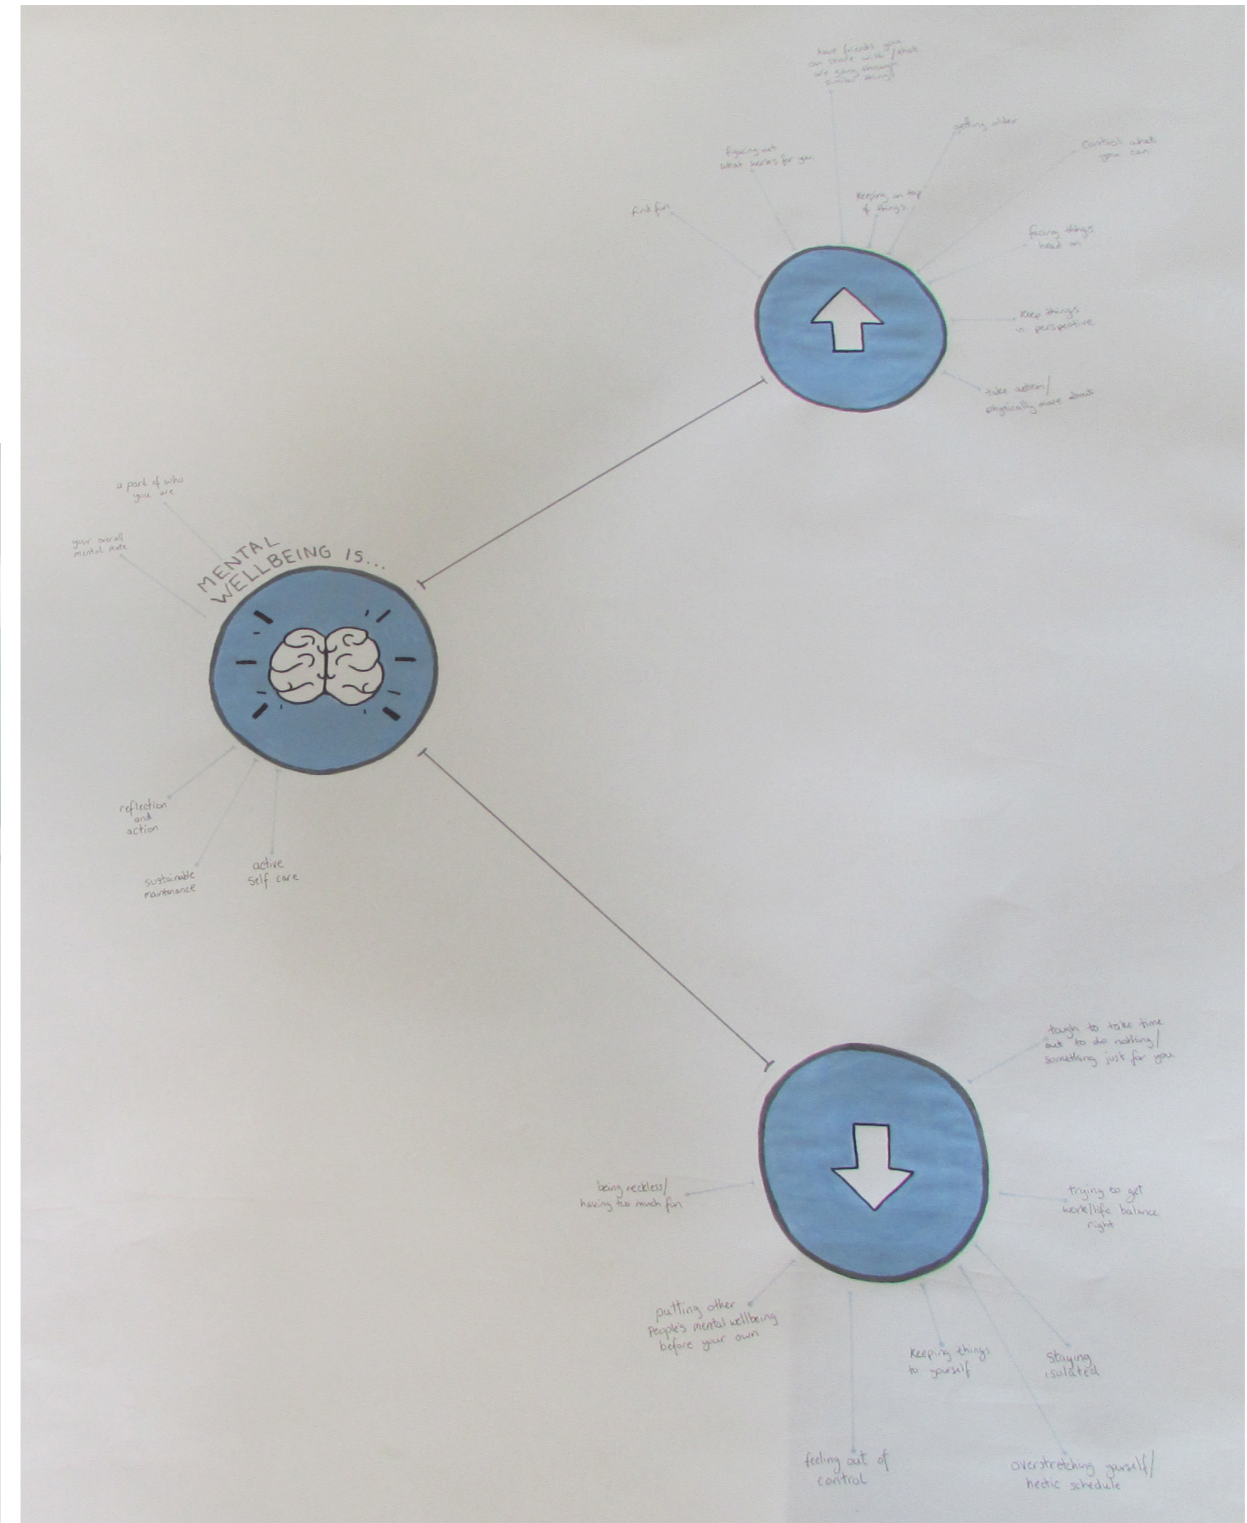 have friends you
can share with/that
are going through
similar things
getting older
control what
you can
figuring out
what works for you
keeping on top
of things
find fun
facing things
head on
keep things
in perspective
take action/
physically move about
a part of who
you are
your overall
mental state
MENTAL
WELLBEING IS...
reflection
and
action
sustainable
maintenance
active
self care
tough to take time
out to do nothing/
something just for you
being reckless/
having too much fun
trying to get
work/life balance
right
putting other
people's mental wellbeing
before your own
keeping things
to yourself
staying
isolated
feeling out of
control
overstretching yourself/
hectic schedule